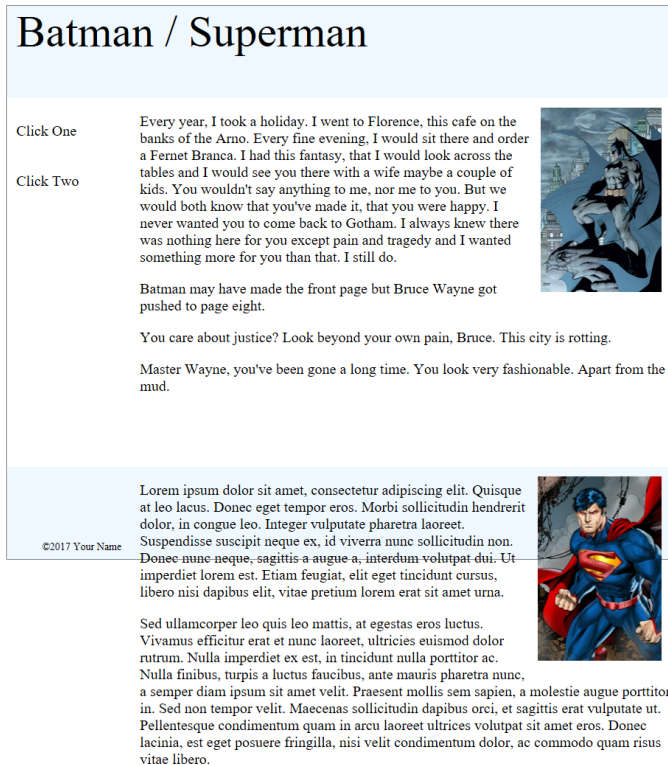 Batman / Superman
Click One
Click Two
Every year, I took a holiday. I went to Florence, this cafe on the
banks of the Arno. Every fine evening, I would sit there and order
a Fernet Branca. I had this fantasy, that I would look across the
tables and I would see you there with a wife maybe a couple of
kids. You wouldn't say anything to me, nor me to you. But we
would both know that you've made it, that you were happy. I
never wanted you to come back to Gotham. I always knew there
was nothing here for you except pain and tragedy and I wanted
something more for you than that. I still do.
Batman may have made the front page but Bruce Wayne got
pushed to page eight.
You care about justice? Look beyond your own pain, Bruce. This city is rotting.
Master Wayne, you've been gone a long time. You look very fashionable. Apart from the
mud.
Lorem ipsum dolor sit amet, consectetur adipiscing elit. Quisque
at leo lacus. Donec eget tempor eros. Morbi sollicitudin hendrerit
dolor, in congue leo. Integer vulputate pharetra laoreet.
Suspendisse suscipit neque ex, id viverra nunc sollicitudin non.
Donec nunc neque, sagittis a augue a, interdum volutpat dui. Ut
imperdiet lorem est. Etiam feugiat, elit eget tincidunt cursus,
libero nisi dapibus elit, vitae pretium lorem erat sit amet urna.
©2017 Your Name
Sed ullamcorper leo quis leo mattis, at egestas eros luctus.
Vivamus efficitur erat et nunc laoreet, ultricies euismod dolor
rutrum. Nulla imperdiet ex est, in tincidunt nulla porttitor ac.
Nulla finibus, turpis a luctus faucibus, ante mauris pharetra nunc,
a semper diam ipsum sit amet velit. Praesent mollis sem sapien, a molestie augue porttitor
in. Sed non tempor velit. Maecenas sollicitudin dapibus orci, et sagittis erat vulputate ut.
Pellentesque condimentum quam in arcu laoreet ultrices volutpat sit amet eros. Donec
lacinia, est eget posuere fringilla, nisi velit condimentum dolor, ac commodo quam risus
vitae libero.